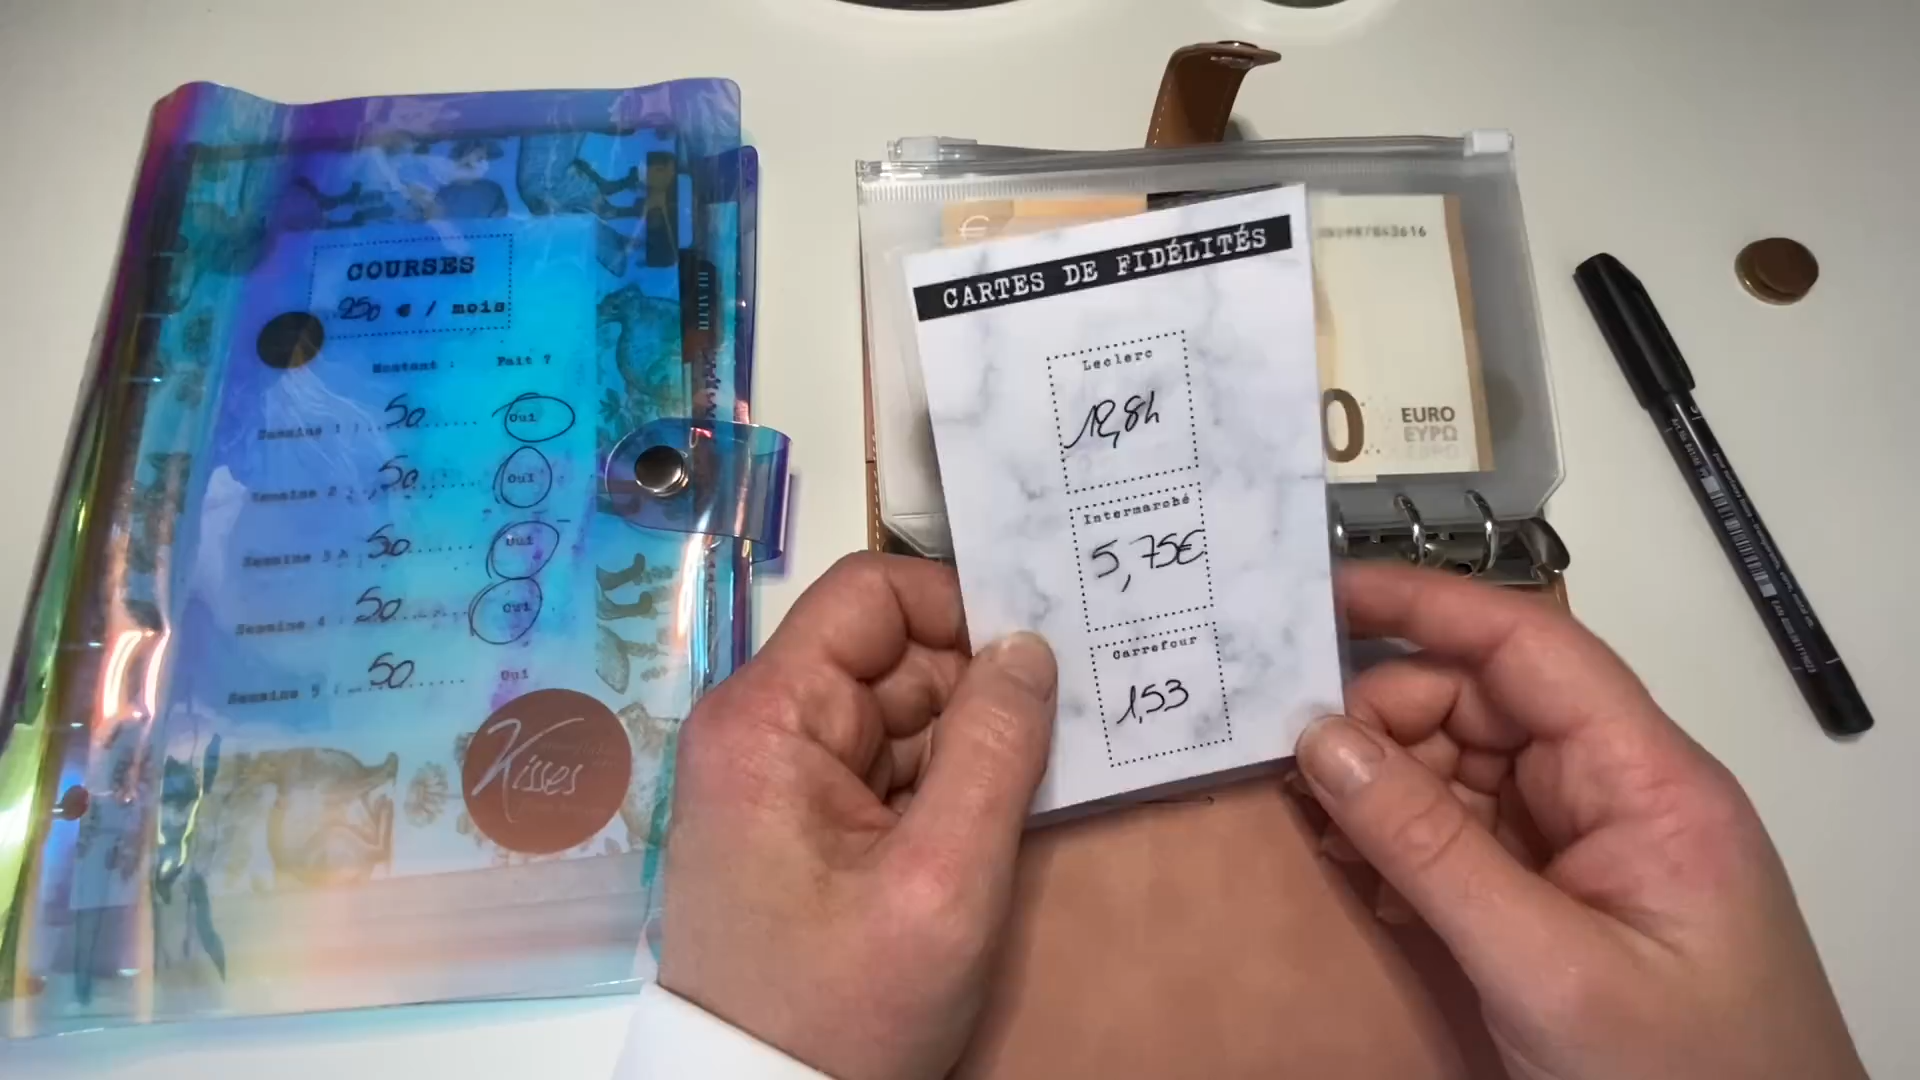 COURSES
250 € / mois
Montant : Fait ?
Semaine 1 : 50 Oui
Semaine 2 : 50 Oui
Semaine 3 : 50 Oui
Semaine 4 : 50 Oui
Semaine 5 : 50 Oui
Kisses
CARTES DE FIDÉLITÉS
Leclerc
Intermarché
5,75€
Carrefour
1,53
€
EURO
ΕΥΡΩ